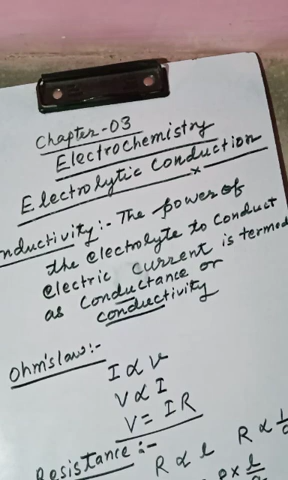 Chapter-03
Electrochemistry
Electrolytic Conduction
nductivity:- The power of
the electrolyte to conduct
electric current is termed
as Conductance or
conductivity
Ohm's law:-
I ∝ V
V ∝ I
V = IR
Resistance:-
R ∝ l R ∝ 1/